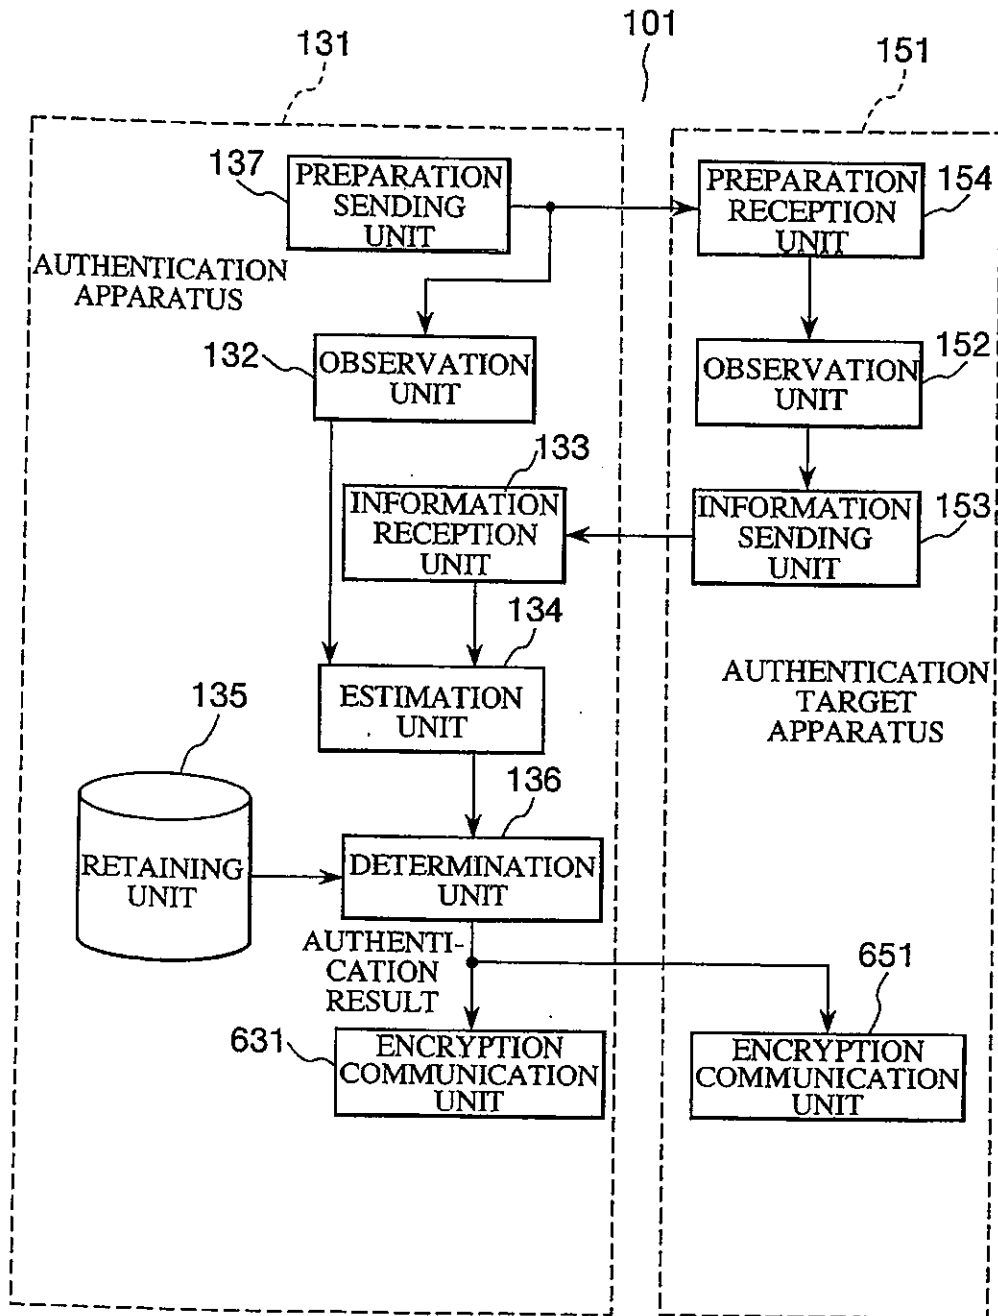 101
131
151
137
PREPARATION
SENDING
UNIT
PREPARATION
RECEPTION
UNIT
154
AUTHENTICATION
APPARATUS
132
OBSERVATION
UNIT
OBSERVATION
UNIT
152
133
INFORMATION
RECEPTION
UNIT
INFORMATION
SENDING
UNIT
153
134
ESTIMATION
UNIT
AUTHENTICATION
TARGET
APPARATUS
135
RETAINING
UNIT
136
DETERMINATION
UNIT
AUTHENTI-
CATION
RESULT
631
ENCRYPTION
COMMUNICATION
UNIT
651
ENCRYPTION
COMMUNICATION
UNIT